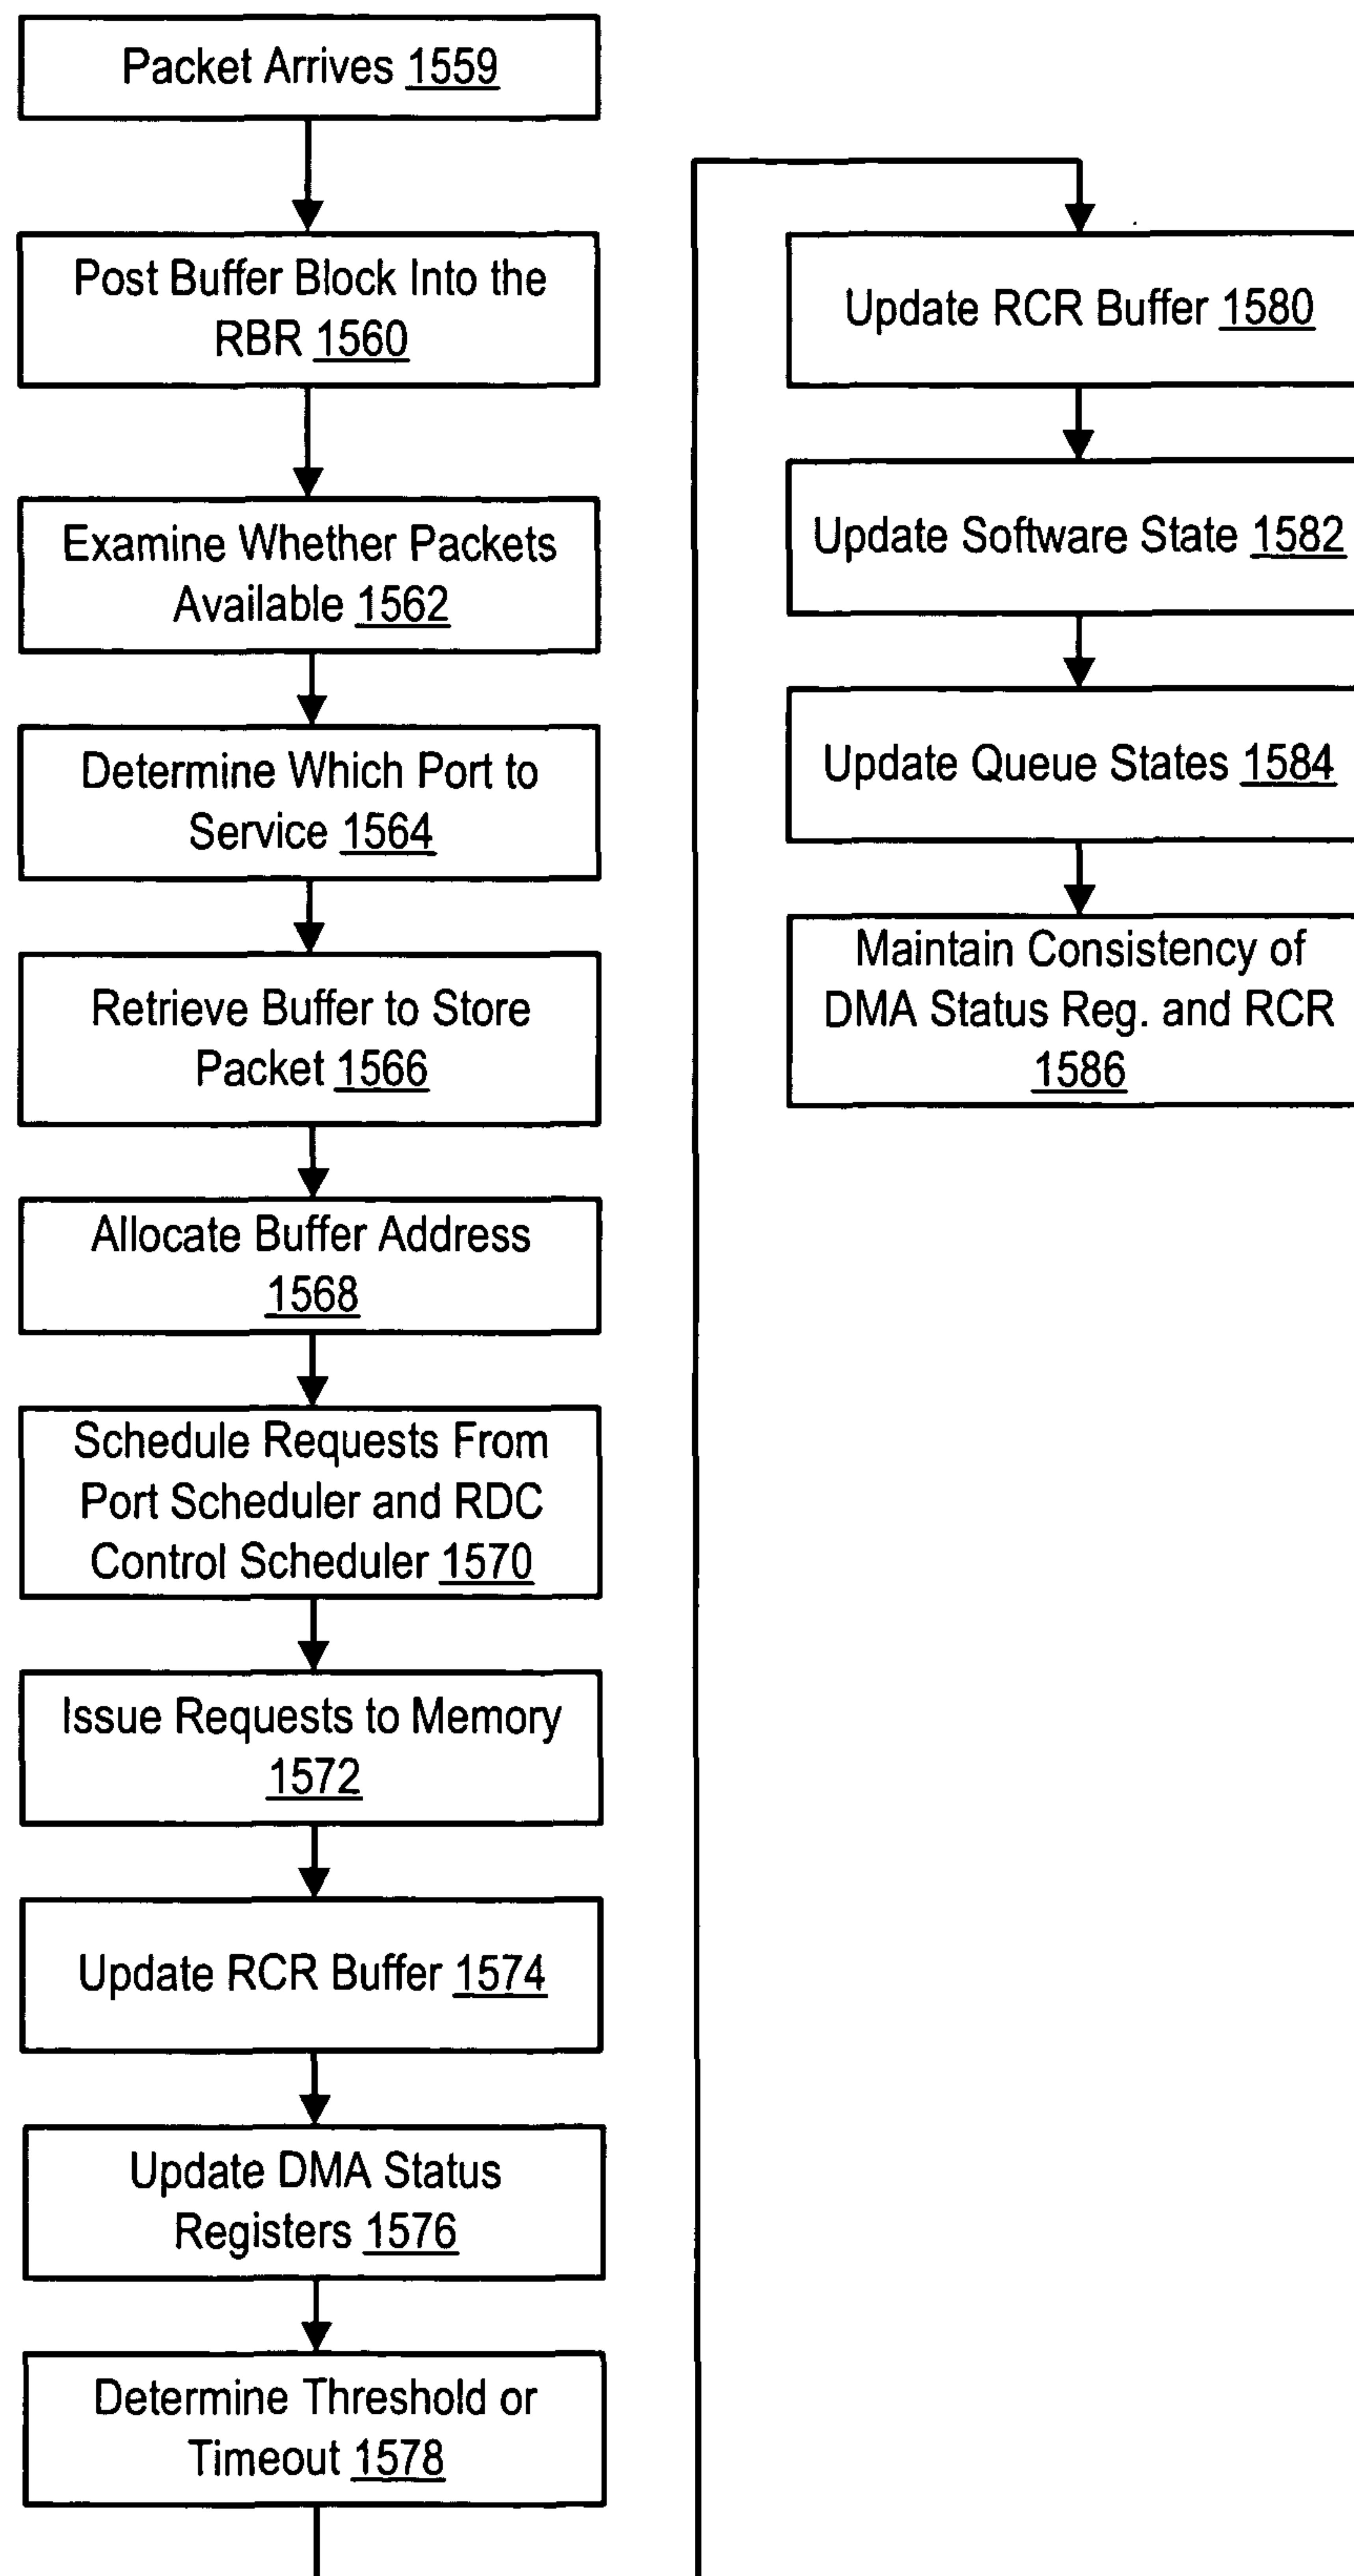 Packet Arrives 1559
Post Buffer Block Into the
RBR 1560
Examine Whether Packets
Available 1562
Determine Which Port to
Service 1564
Retrieve Buffer to Store
Packet 1566
Allocate Buffer Address
1568
Schedule Requests From
Port Scheduler and RDC
Control Scheduler 1570
Issue Requests to Memory
1572
Update RCR Buffer 1574
Update DMA Status
Registers 1576
Determine Threshold or
Timeout 1578
Update RCR Buffer 1580
Update Software State 1582
Update Queue States 1584
Maintain Consistency of
DMA Status Reg. and RCR
1586